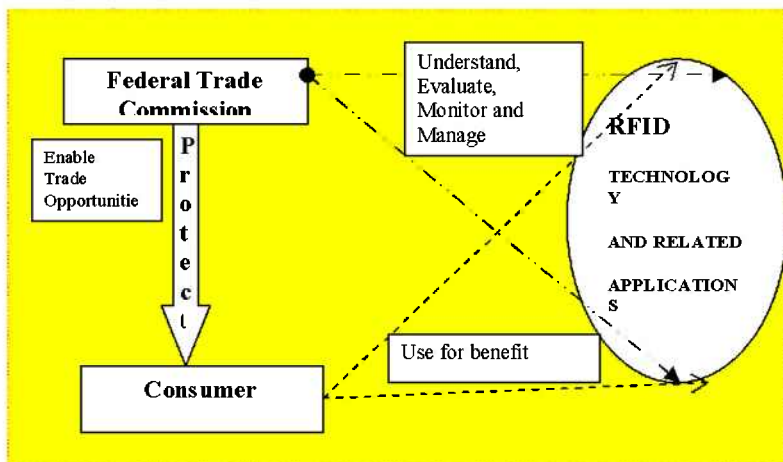 Federal Trade
Commission
Understand,
Evaluate,
Monitor and
Manage
Enable
Trade
Opportunitie
P
r
o
t
e
c
t
RFID
TECHNOLOG
Y
AND RELATED
APPLICATION
S
Use for benefit
Consumer